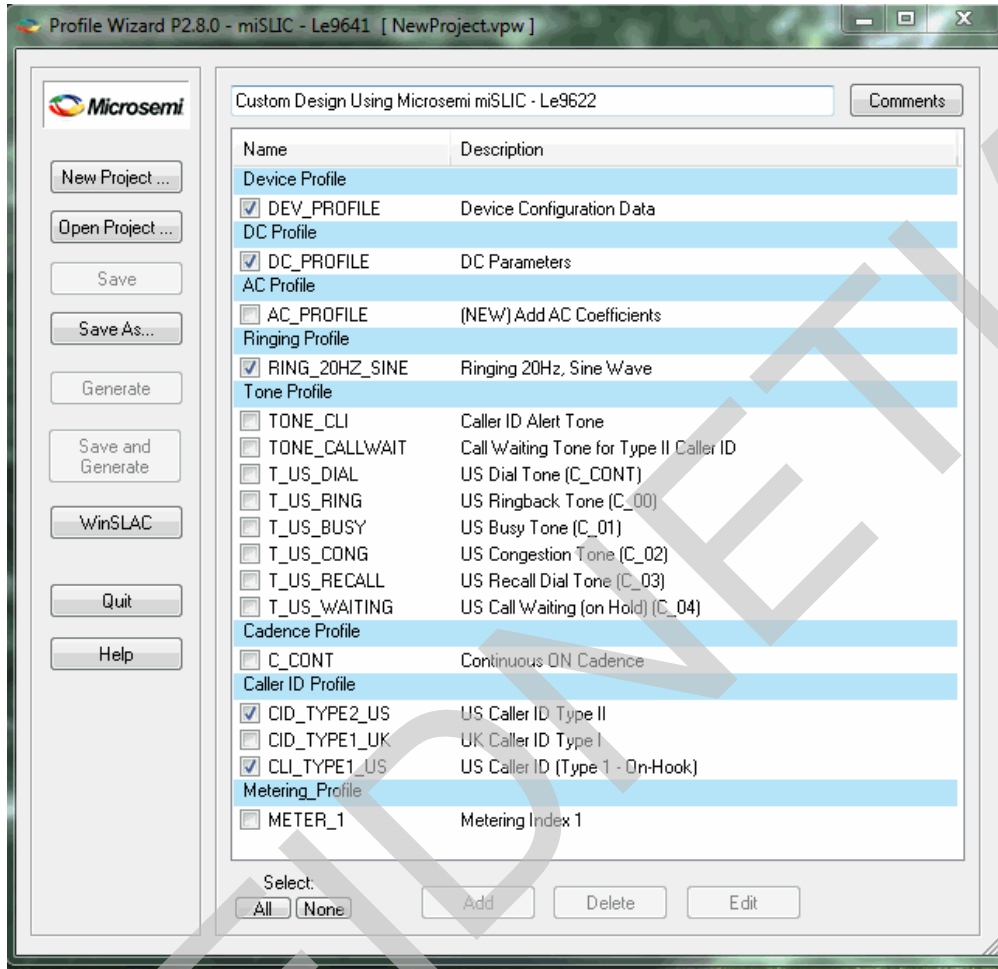 Profile Wizard P2.8.0 - miSLIC - Le9641 [ NewProject.vpw ]
Microsemi
New Project ...
Open Project ...
Save
Save As...
Generate
Save and
Generate
WinSLAC
Quit
Help
Custom Design Using Microsemi miSLIC - Le9622
Comments
Name Description
Device Profile
DEV_PROFILE Device Configuration Data
DC Profile
DC_PROFILE DC Parameters
AC Profile
AC_PROFILE (NEW) Add AC Coefficients
Ringing Profile
RING_20HZ_SINE Ringing 20Hz, Sine Wave
Tone Profile
TONE_CLI Caller ID Alert Tone
TONE_CALLWAIT Call Waiting Tone for Type II Caller ID
T_US_DIAL US Dial Tone (C_CONT)
T_US_RING US Ringback Tone (C_00)
T_US_BUSY US Busy Tone (C_01)
T_US_CONG US Congestion Tone (C_02)
T_US_RECALL US Recall Dial Tone (C_03)
T_US_WAITING US Call Waiting (on Hold) (C_04)
Cadence Profile
C_CONT Continuous ON Cadence
Caller ID Profile
CID_TYPE2_US US Caller ID Type II
CID_TYPE1_UK UK Caller ID Type I
CLI_TYPE1_US US Caller ID (Type 1 - On-Hook)
Metering_Profile
METER_1 Metering Index 1
Select:
All None
Add Delete Edit